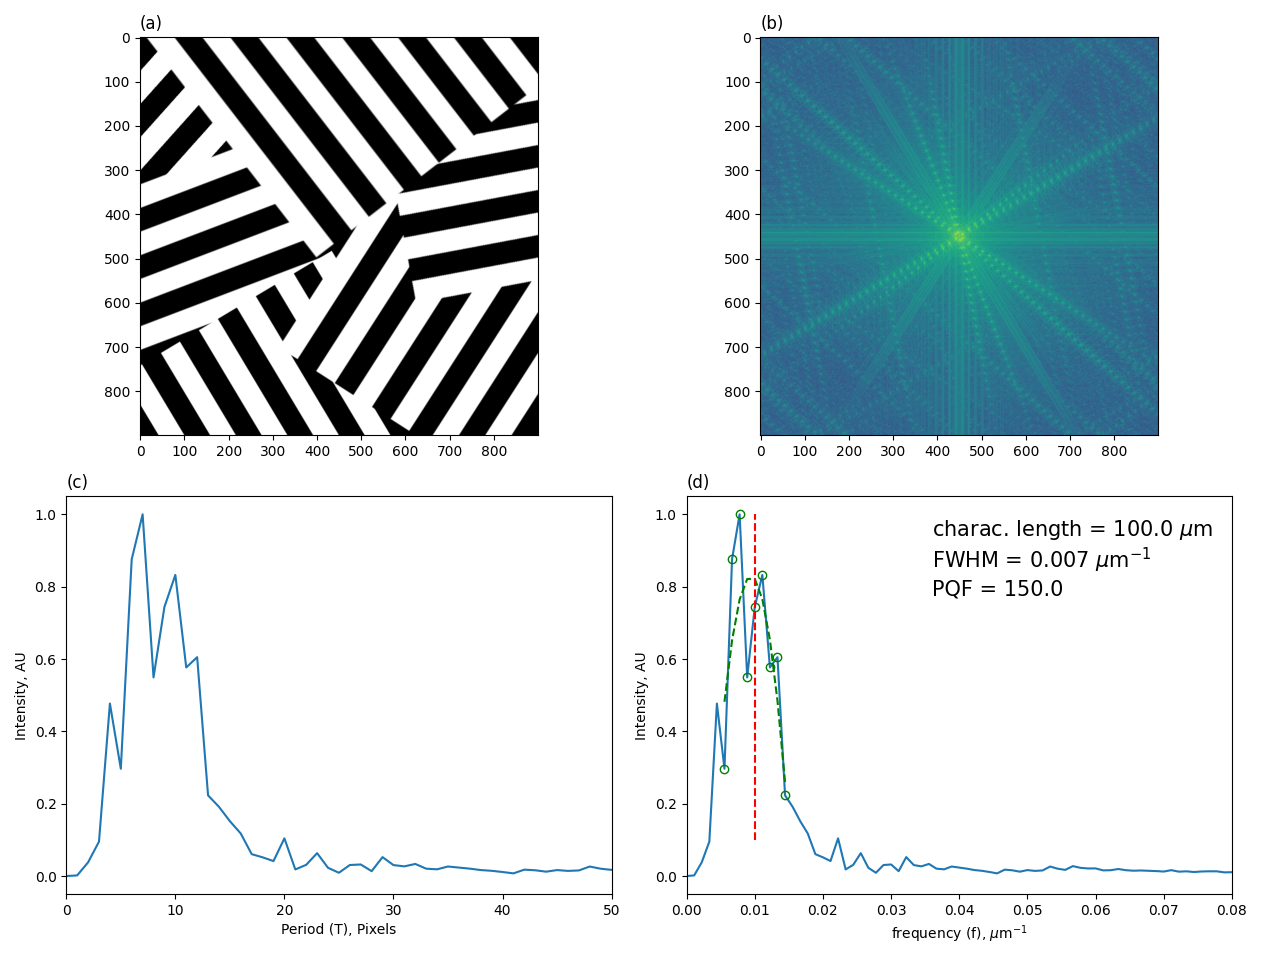 (a)
0
100
200
300
400
500
600
700
800
0 100 200 300 400 500 600 700 800
(b)
0
100
200
300
400
500
600
700
800
0 100 200 300 400 500 600 700 800
(c)
Intensity, AU
1.0
0.8
0.6
0.4
0.2
0.0
0 10 20 30 40 50
Period (T), Pixels
(d)
Intensity, AU
1.0
0.8
0.6
0.4
0.2
0.0
charac. length = 100.0 μm
FWHM = 0.007 μm⁻¹
PQF = 150.0
0.00 0.01 0.02 0.03 0.04 0.05 0.06 0.07 0.08
frequency (f), μm⁻¹